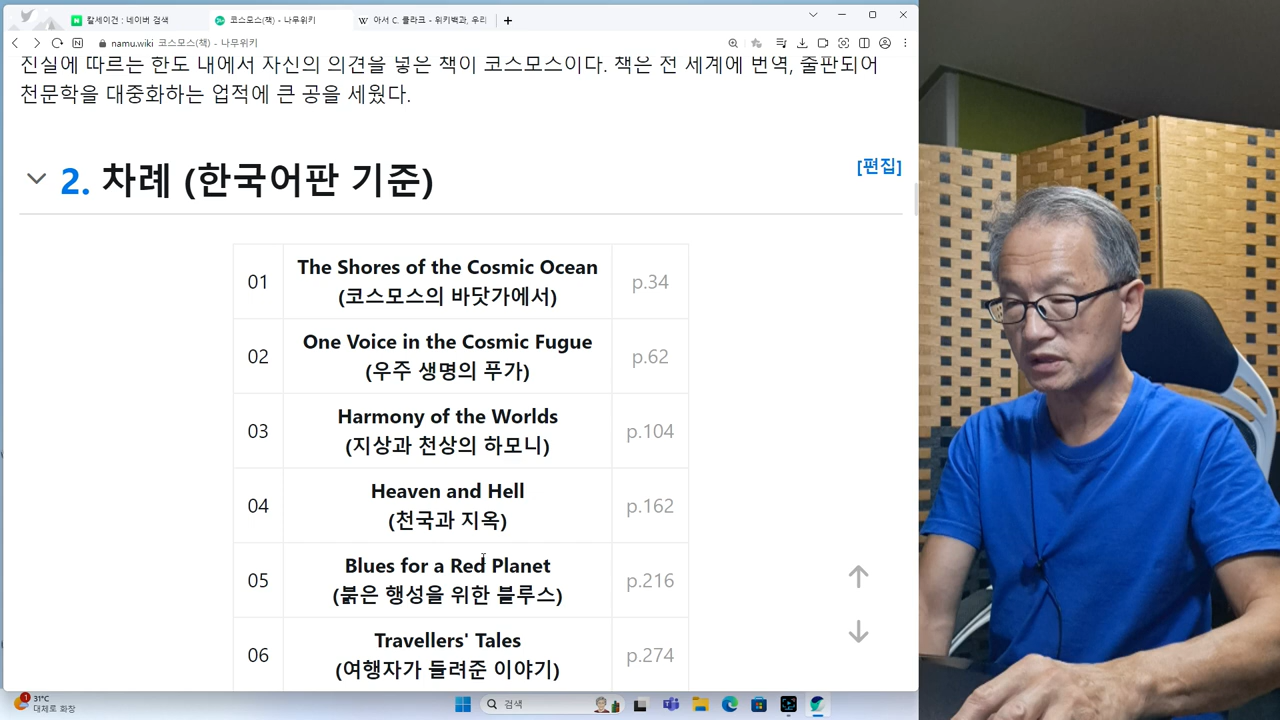 칼세이건 : 네이버 검색
코스모스(책) - 나무위키
아서 C. 클라크 - 위키백과, 우리
namu.wiki 코스모스(책) - 나무위키
진실에 따르는 한도 내에서 자신의 의견을 넣은 책이 코스모스이다. 책은 전 세계에 번역, 출판되어
천문학을 대중화하는 업적에 큰 공을 세웠다.
2. 차례 (한국어판 기준)
[편집]
01 The Shores of the Cosmic Ocean p.34
(코스모스의 바닷가에서)
02 One Voice in the Cosmic Fugue p.62
(우주 생명의 푸가)
03 Harmony of the Worlds p.104
(지상과 천상의 하모니)
04 Heaven and Hell p.162
(천국과 지옥)
05 Blues for a Red Planet p.216
(붉은 행성을 위한 블루스)
06 Travellers' Tales p.274
(여행자가 들려준 이야기)
1
31°C
대체로 화창
검색